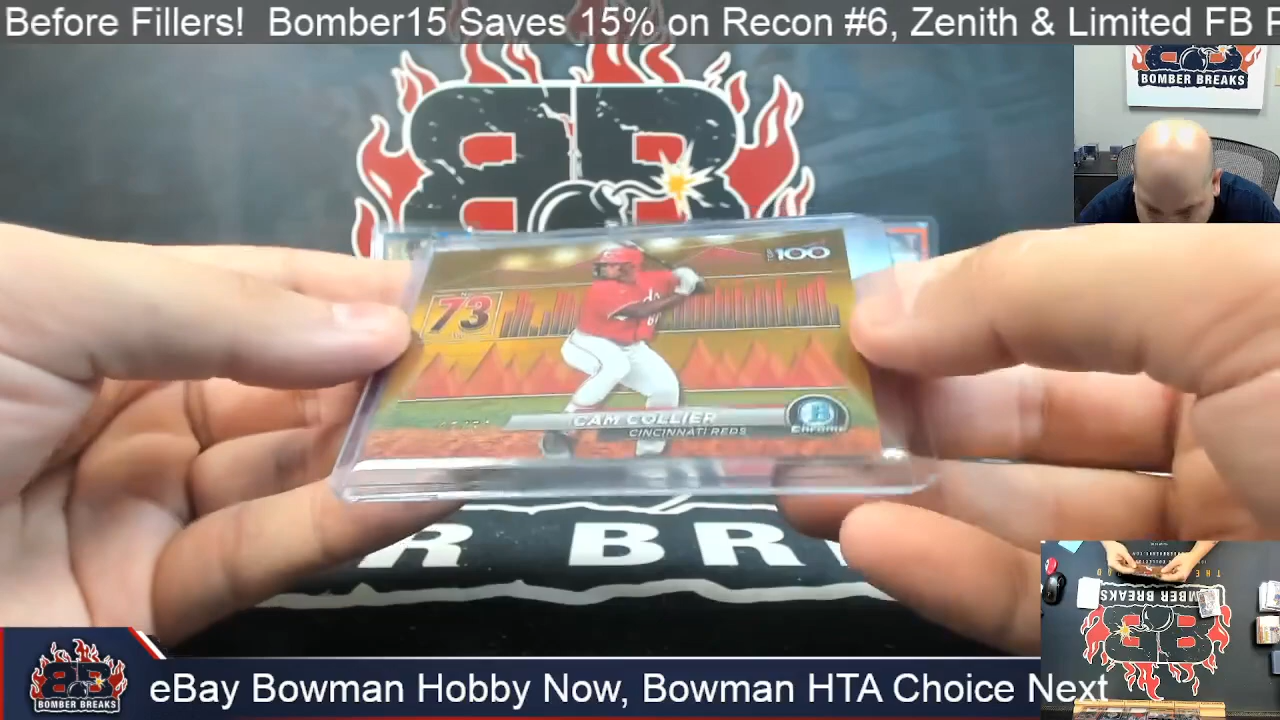 Before Fillers!  Bomber15 Saves 15% on Recon #6, Zenith & Limited FB F
BOMBER BREAKS
100
73
CAM COLLIER
CINCINNATI REDS
B
CHROME
R BR
BOMBER BREAKS
BOMBER BREAKS
eBay Bowman Hobby Now, Bowman HTA Choice Next